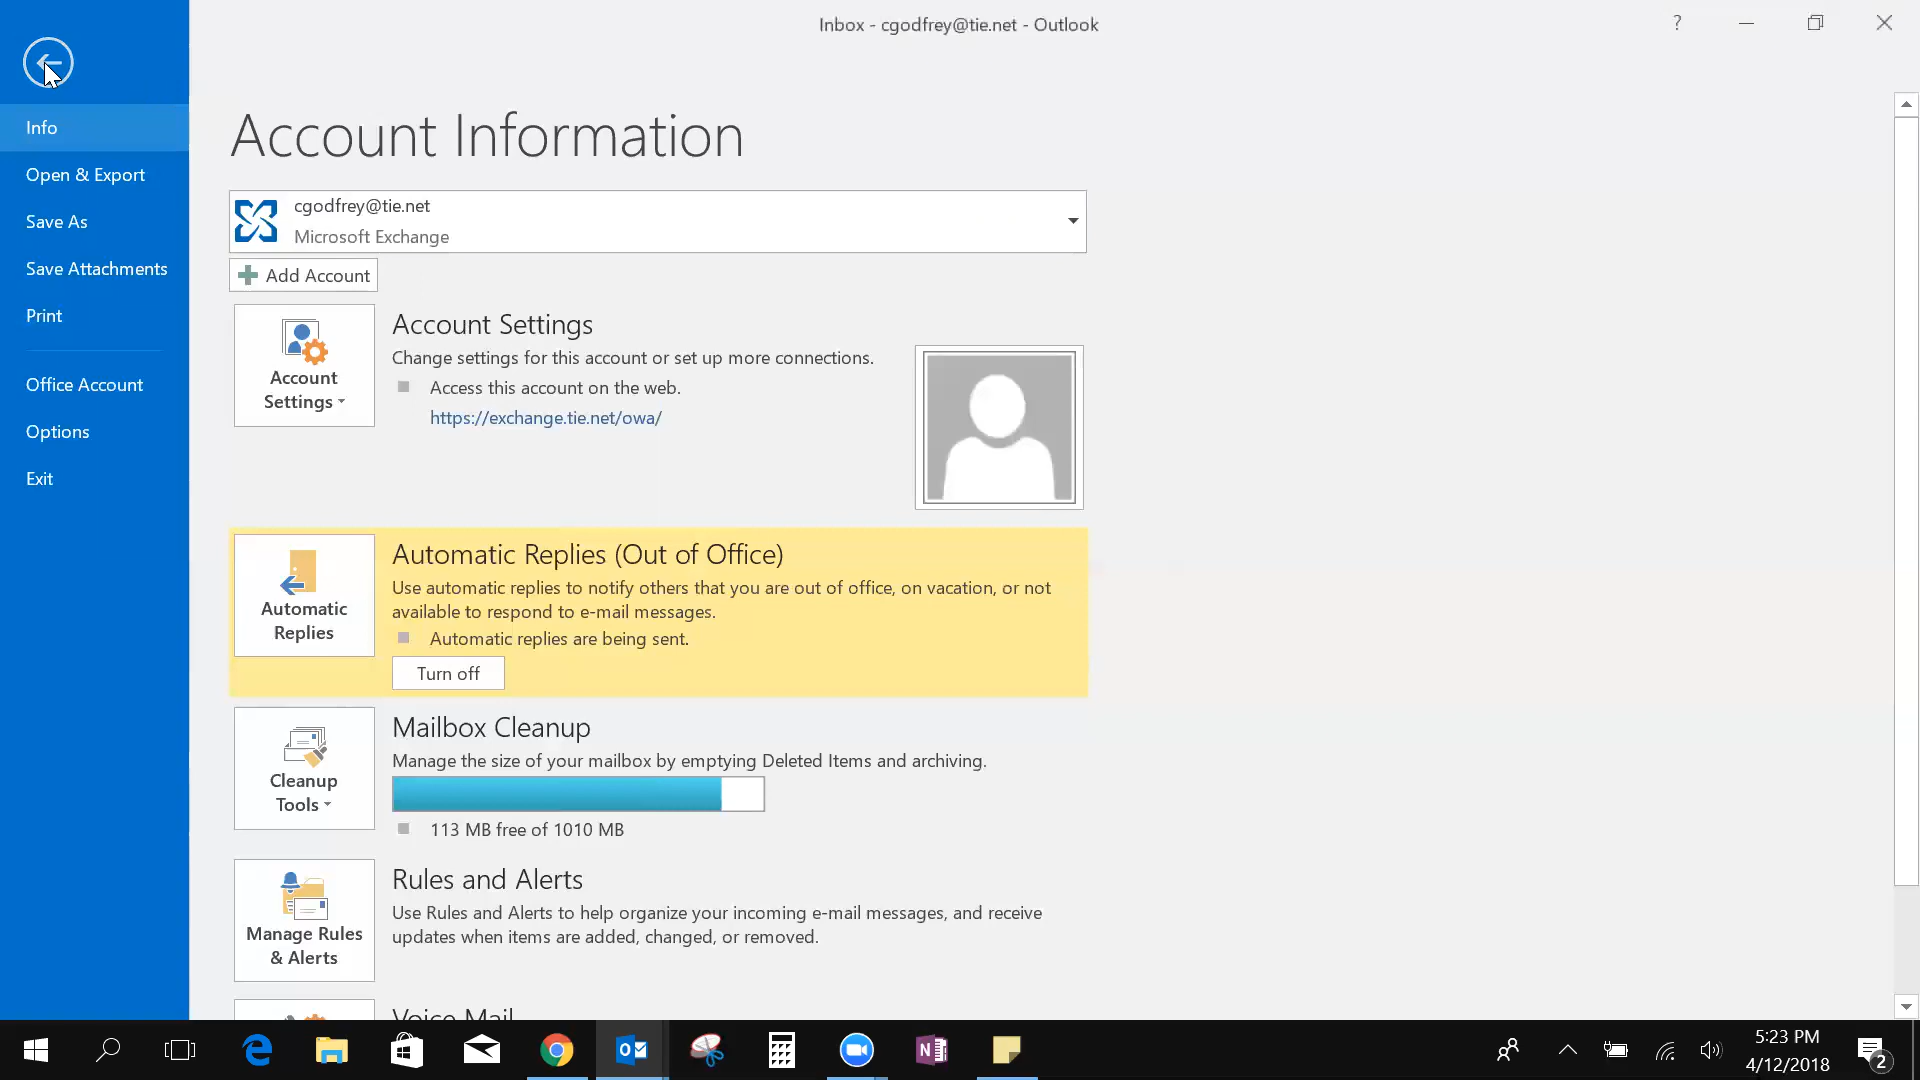 Inbox - cgodfrey@tie.net - Outlook
?
Info
Open & Export
Save As
Save Attachments
Print
Office Account
Options
Exit
Account Information
cgodfrey@tie.net
Microsoft Exchange
Add Account
Account
Settings
Account Settings
Change settings for this account or set up more connections.
Access this account on the web.
https://exchange.tie.net/owa/
Automatic
Replies
Automatic Replies (Out of Office)
Use automatic replies to notify others that you are out of office, on vacation, or not
available to respond to e-mail messages.
Automatic replies are being sent.
Turn off
Cleanup
Tools
Mailbox Cleanup
Manage the size of your mailbox by emptying Deleted Items and archiving.
113 MB free of 1010 MB
Manage Rules
& Alerts
Rules and Alerts
Use Rules and Alerts to help organize your incoming e-mail messages, and receive
updates when items are added, changed, or removed.
Voice Mail
5:23 PM
4/12/2018
2